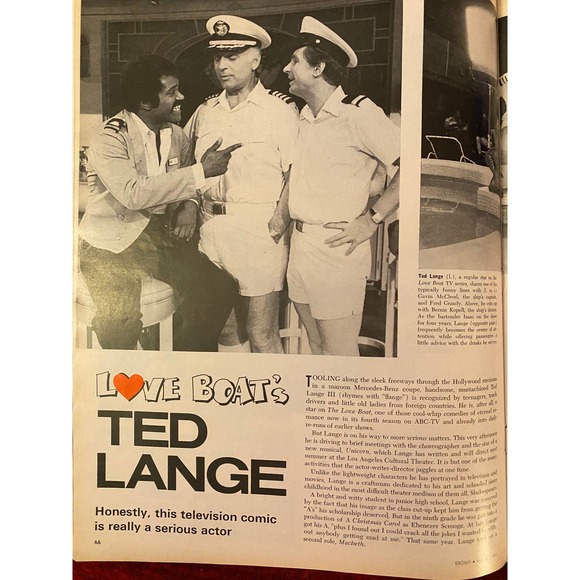 Ted Lange (l.), a regular star in the
Love Boat TV series, shares one of his
typically funny lines with (l. to r.)
Gavin McCleod, the ship's captain,
and Fred Grandy. Above, he cuts up
with Bernie Kopell, the ship's doctor.
As the bartender Isaac on the show
for four years, Lange (opposite page)
frequently becomes the center of at-
tention while offering passengers a
little advice with the drinks he serves.
LOVE BOAT's
TED
LANGE
Honestly, this television comic
is really a serious actor
66
TOOLING along the sleek freeways through the Hollywood environs
in a maroon Mercedes-Benz coupe, handsome, mustachioed Ted
Lange III (rhymes with "flange") is recognized by teenagers, truck
drivers and little old ladies from foreign countries. He is, after all, a
star on The Love Boat, one of those cool-whip comedies of eternal ro-
mance now in its fourth season on ABC-TV and already into daily
re-runs of earlier shows.
But Lange is on his way to more serious matters. This very afternoon
he is driving to brief meetings with the choreographer and the star of a
new musical, Unicorn, which Lange has written and will direct
summer at the Los Angeles Cultural Theater. It is but one of the many
activities that the actor-writer-director juggles at one time.
Unlike the lightweight characters he has portrayed in television and
movies, Lange is a craftsman dedicated to his art and schooled since
childhood in the most difficult theater medium of them all, Shakespeare.
A bright and witty student in junior high school, Lange was annoyed
by the fact that his image as the class cut-up kept him from getting the
"A's" his scholarship deserved. But in the ninth grade he was put into a
production of A Christmas Carol as Ebenezer Scrooge. At last Lange
got his A, "plus I found out I could crack all the jokes I wanted
out anybody getting mad at me." That same year, Lange
second role, Macbeth.
EBONY •